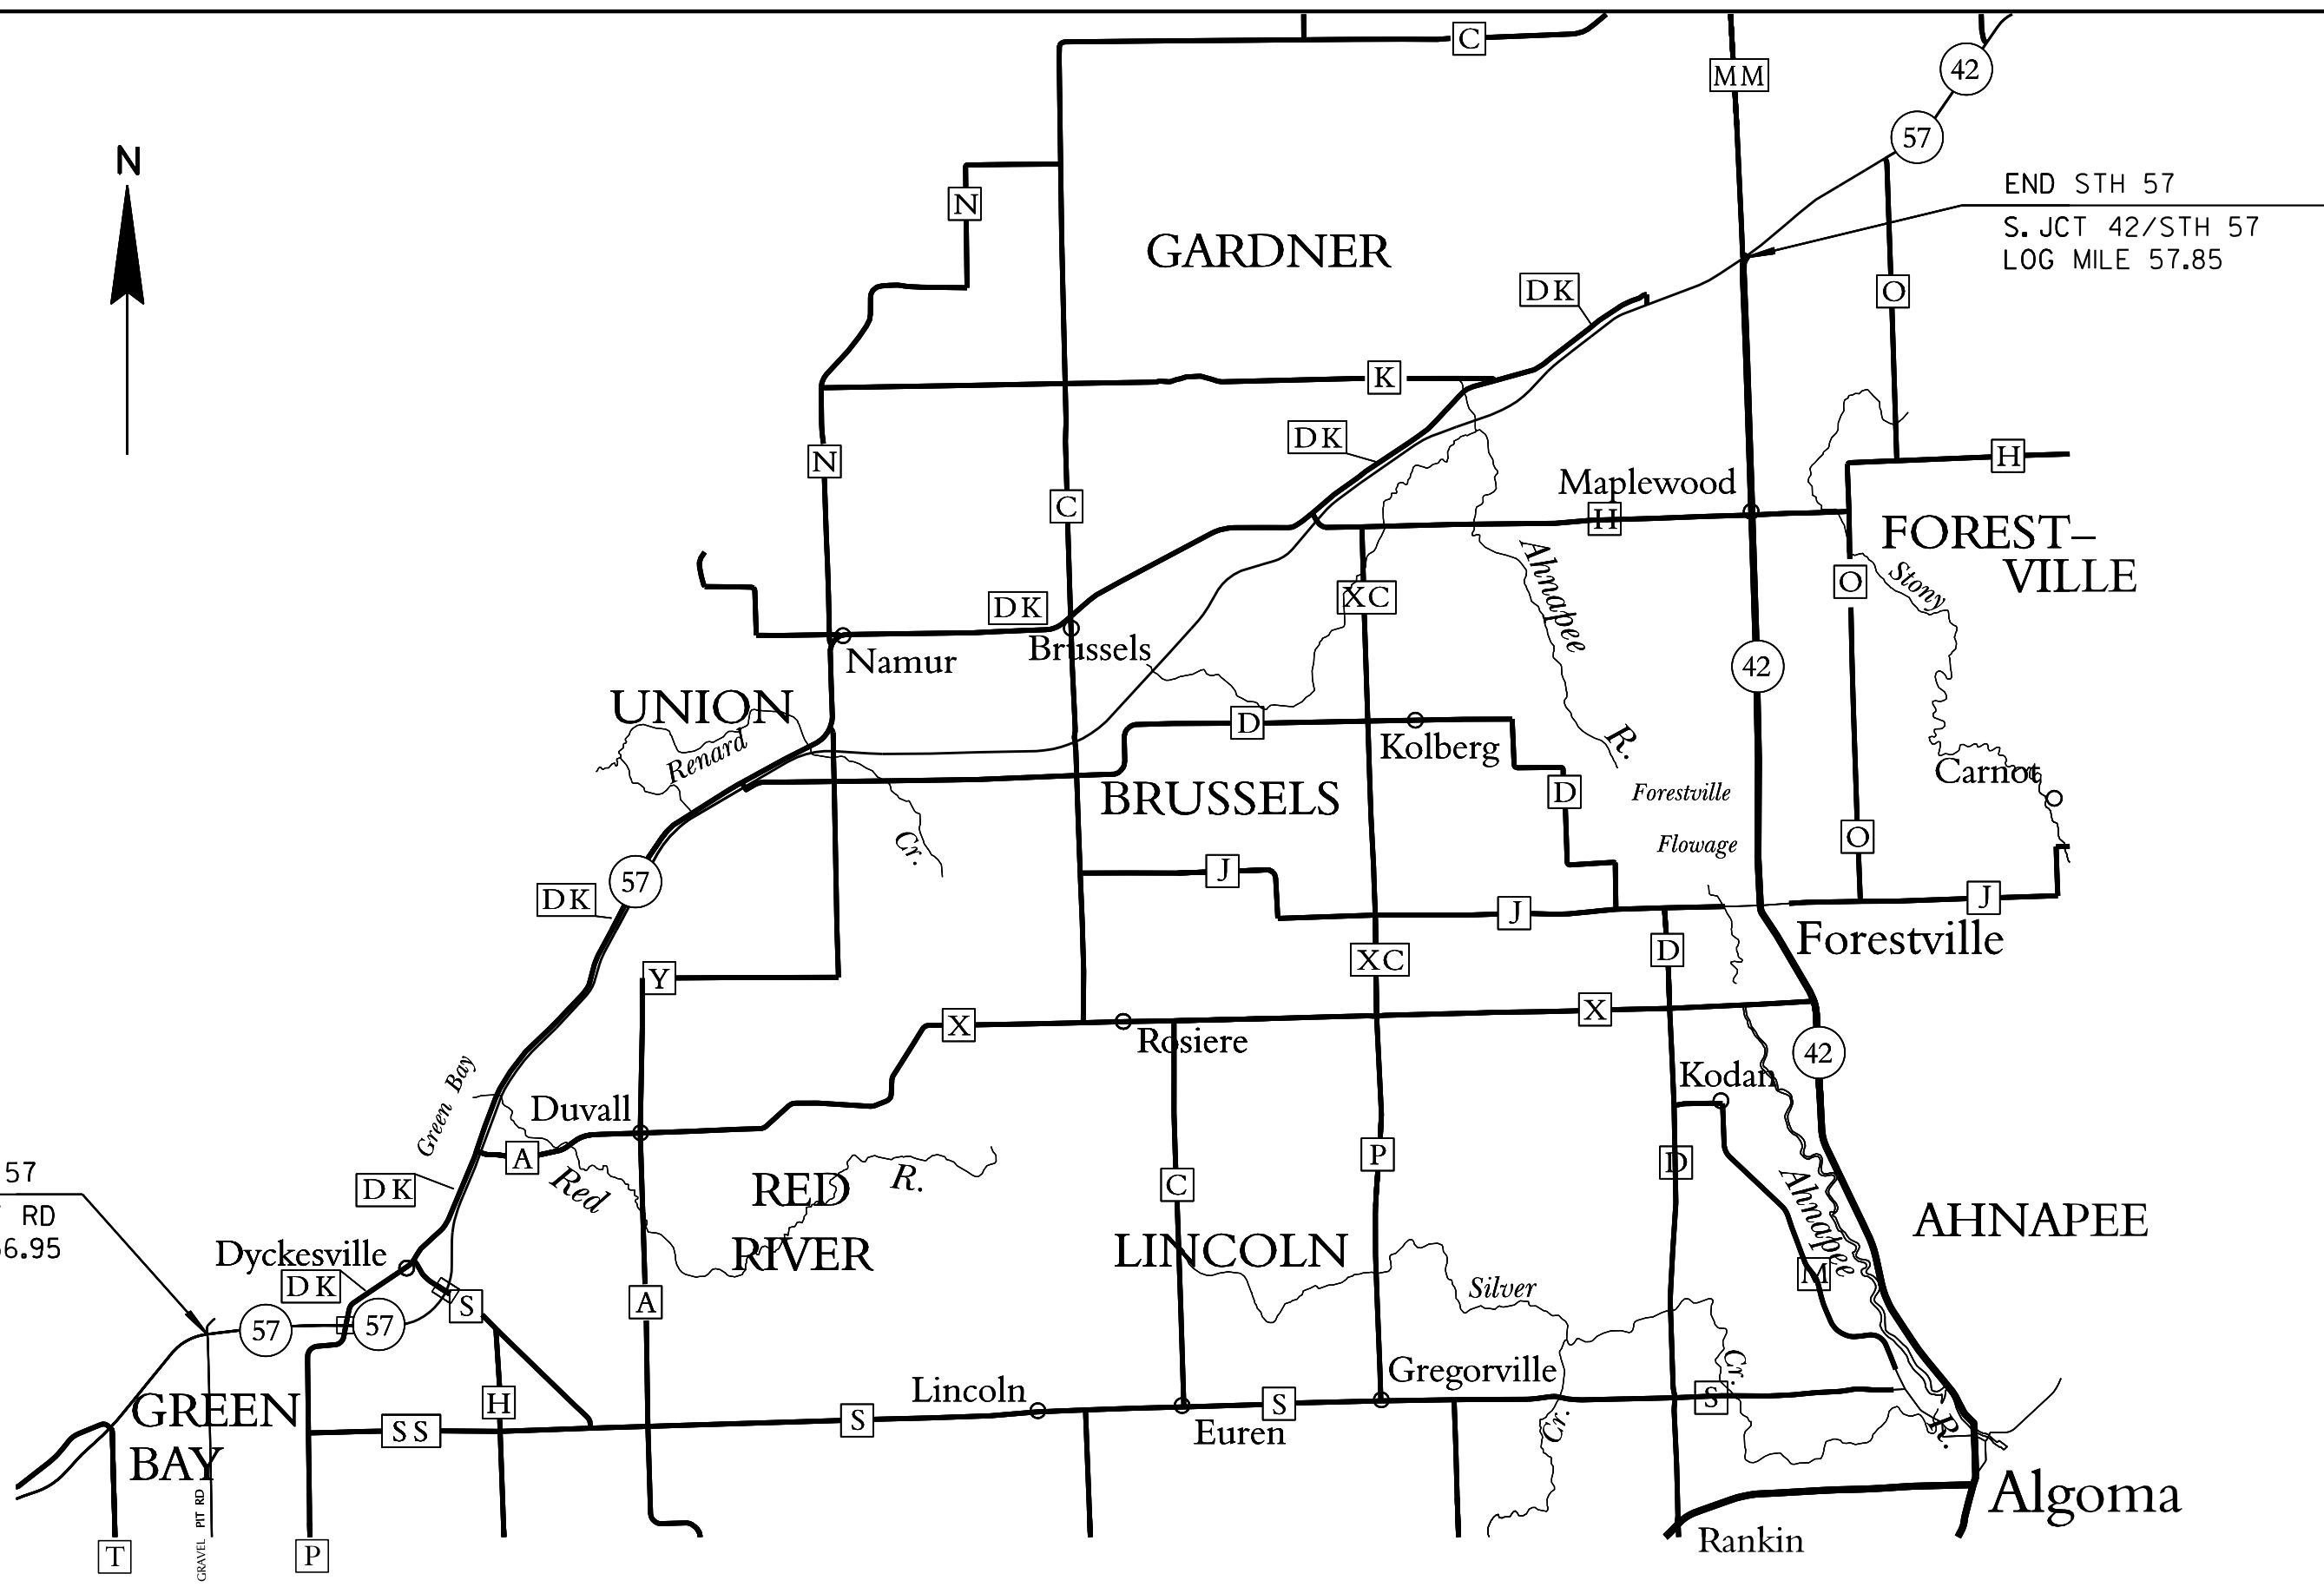 C
MM
42
57
N
N
END STH 57
S. JCT 42/STH 57
LOG MILE 57.85
GARDNER
DK
O
K
DK
N
C
Maplewood
H
H
FOREST–
VILLE
Ahnapee
R.
Stony
O
XC
DK
Namur
Brussels
42
UNION
Renard
Cr.
D
Kolberg
BRUSSELS
D
Forestville
Flowage
Carnot
O
57
DK
J
J
J
Forestville
D
XC
Y
X
X
Rosiere
42
Kodan
Green Bay
Duvall
A
Red
R.
RED
RIVER
DK
P
C
D
Ahnapee
R.
AHNAPEE
57
RD
6.95
Dyckesville
DK
S
57
57
A
LINCOLN
Silver
Cr.
Cr.
M
GREEN
BAY
H
SS
S
Lincoln
Euren
S
Gregorville
S
Algoma
Rankin
T
GRAVEL PIT RD
P